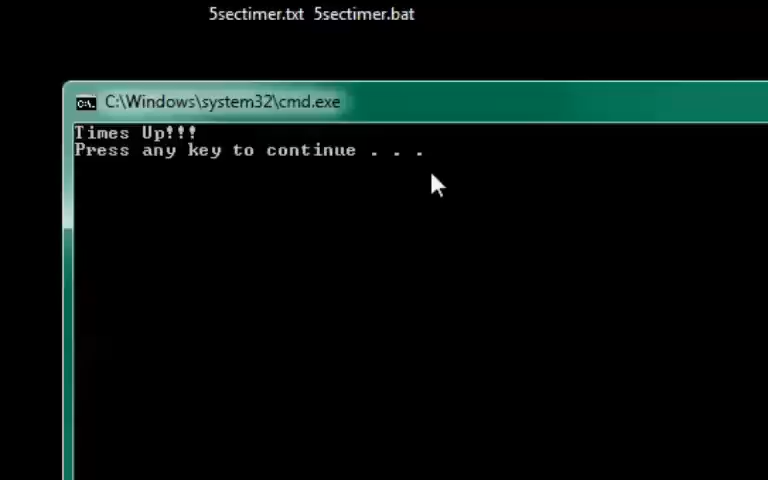 5sectimer.txt 5sectimer.bat
C:\Windows\system32\cmd.exe
Times Up!!!
Press any key to continue . . .